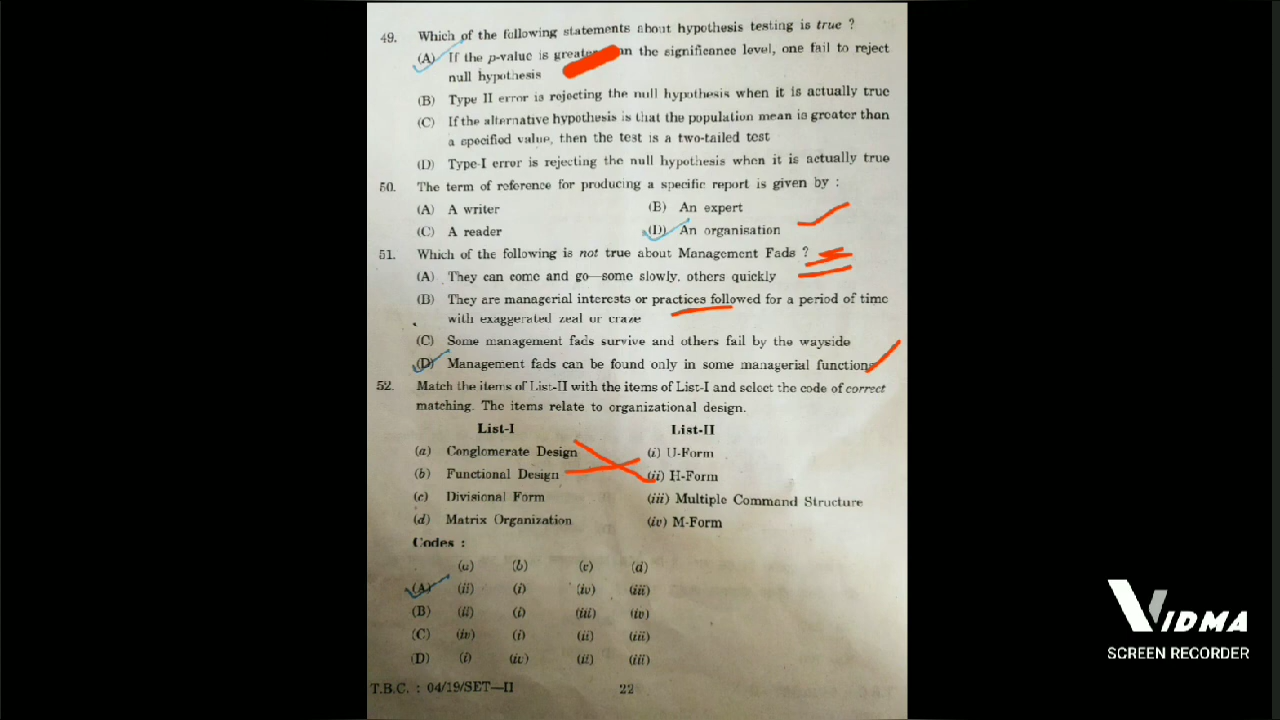 49. Which of the following statements about hypothesis testing is true ?
(A) If the p-value is greater than the significance level, one fail to reject
null hypothesis
(B) Type II error is rejecting the null hypothesis when it is actually true
(C) If the alternative hypothesis is that the population mean is greater than
a specified value, then the test is a two-tailed test
(D) Type-I error is rejecting the null hypothesis when it is actually true
50. The term of reference for producing a specific report is given by :
(A) A writer (B) An expert
(C) A reader (D) An organisation
51. Which of the following is not true about Management Fads ?
(A) They can come and go—some slowly, others quickly
(B) They are managerial interests or practices followed for a period of time
with exaggerated zeal or craze
(C) Some management fads survive and others fail by the wayside
(D) Management fads can be found only in some managerial functions
52. Match the items of List-II with the items of List-I and select the code of correct
matching. The items relate to organizational design.
List-I List-II
(a) Conglomerate Design (i) U-Form
(b) Functional Design (ii) H-Form
(c) Divisional Form (iii) Multiple Command Structure
(d) Matrix Organization (iv) M-Form
Codes :
(a) (b) (c) (d)
(A) (ii) (i) (iv) (iii)
(B) (ii) (i) (iii) (iv)
(C) (iv) (i) (ii) (iii)
(D) (i) (iv) (ii) (iii)
T.B.C. : 04/19/SET—II 22
VIDMA
SCREEN RECORDER